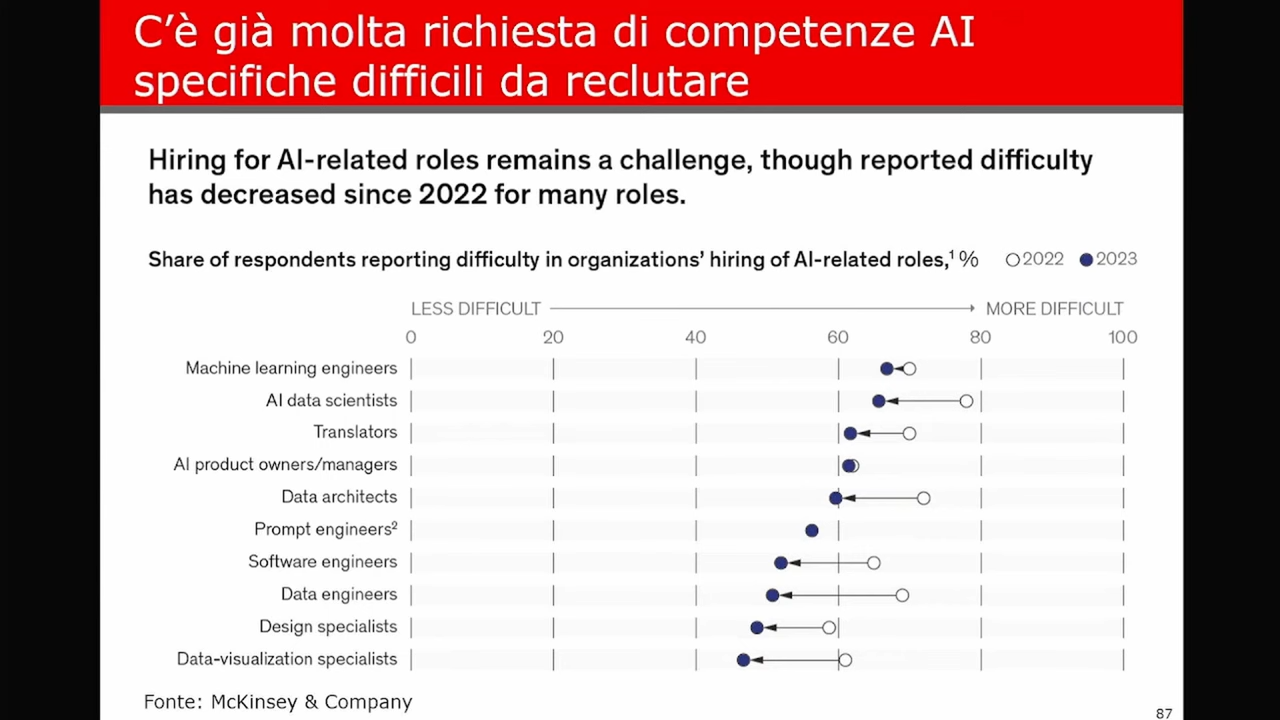 C’è già molta richiesta di competenze AI
specifiche difficili da reclutare
Hiring for AI-related roles remains a challenge, though reported difficulty
has decreased since 2022 for many roles.
Share of respondents reporting difficulty in organizations’ hiring of AI-related roles,¹ % 2022 2023
LESS DIFFICULT MORE DIFFICULT
0 20 40 60 80 100
Machine learning engineers
AI data scientists
Translators
AI product owners/managers
Data architects
Prompt engineers²
Software engineers
Data engineers
Design specialists
Data-visualization specialists
Fonte: McKinsey & Company
87